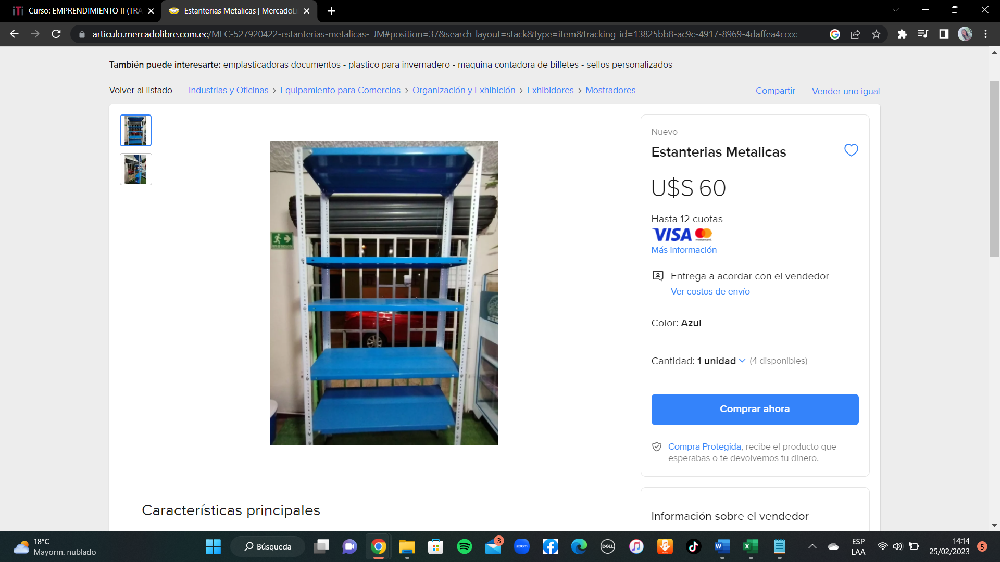 Curso: EMPRENDIMIENTO II (TRA
Estanterias Metalicas | MercadoLi
articulo.mercadolibre.com.ec/MEC-527920422-estanterias-metalicas-_JM#position=37&search_layout=stack&type=item&tracking_id=13825bb8-ac9c-4917-8969-4daffea4cccc
También puede interesarte: emplasticadoras documentos - plastico para invernadero - maquina contadora de billetes - sellos personalizados
Volver al listado | Industrias y Oficinas > Equipamiento para Comercios > Organización y Exhibición > Exhibidores > Mostradores
Compartir | Vender uno igual
Nuevo
Estanterias Metalicas
U$S 60
Hasta 12 cuotas
VISA mastercard
Más información
Entrega a acordar con el vendedor
Ver costos de envío
Color: Azul
Cantidad: 1 unidad (4 disponibles)
Comprar ahora
Compra Protegida, recibe el producto que
esperabas o te devolvemos tu dinero.
Características principales
Información sobre el vendedor
18°C
Mayorm. nublado
Búsqueda
3
zoom
DELL
ESP
LAA
14:14
25/02/2023
5